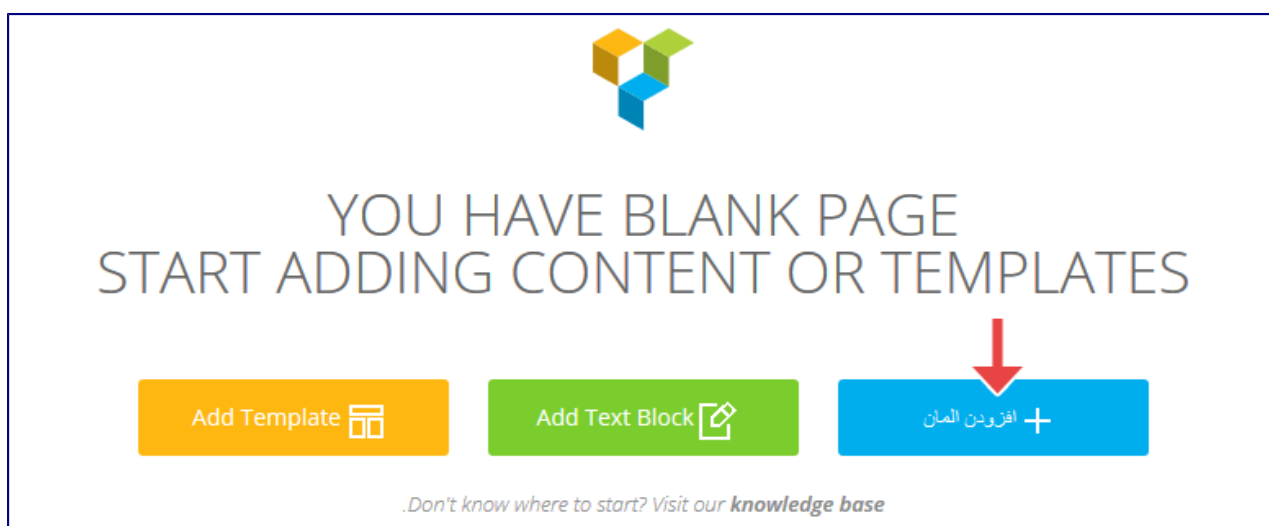 YOU HAVE BLANK PAGE
START ADDING CONTENT OR TEMPLATES
افزودن المان
Add Text Block
Add Template
.Don't know where to start? Visit our knowledge base